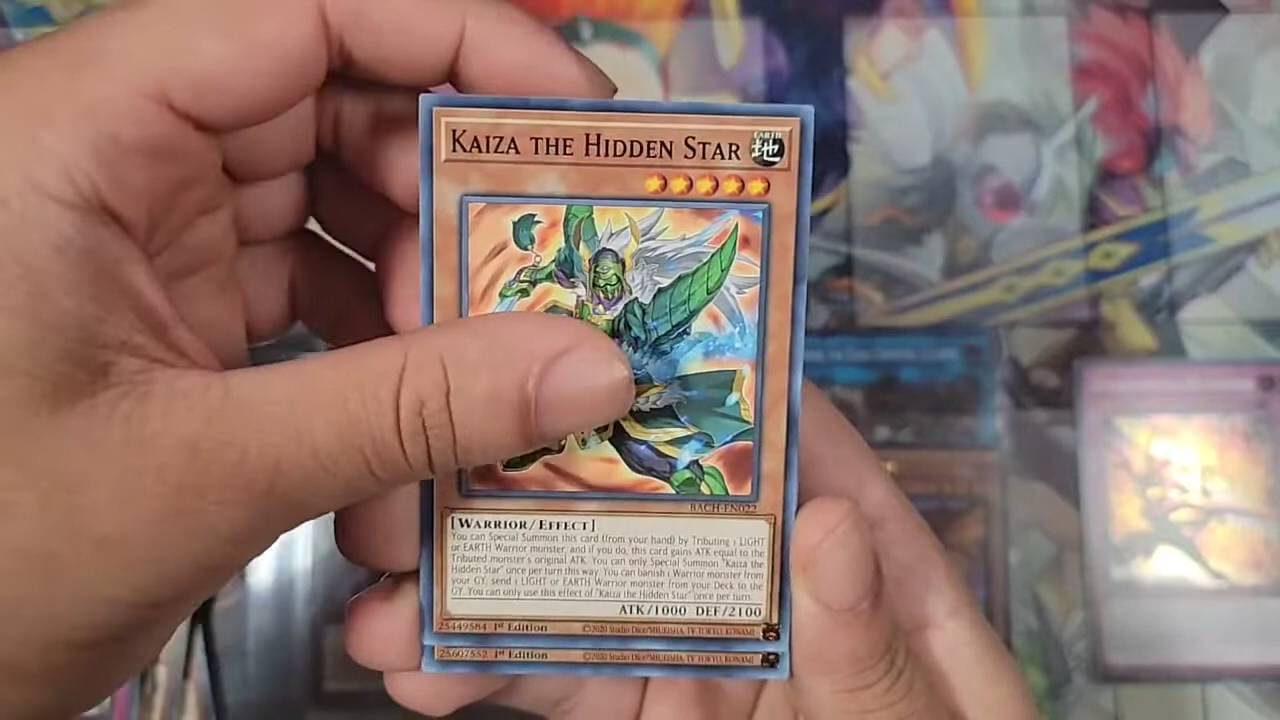 KAIZA THE HIDDEN STAR
EARTH
地
BACH-EN022
[WARRIOR/EFFECT]
You can Special Summon this card (from your hand) by Tributing 1 LIGHT
or EARTH Warrior monster, and if you do, this card gains ATK equal to the
Tributed monster's original ATK. You can only Special Summon "Kaiza the
Hidden Star" once per turn this way. You can banish 1 Warrior monster from
your GY; send 1 LIGHT or EARTH Warrior monster from your Deck to the
GY. You can only use this effect of "Kaiza the Hidden Star" once per turn.
ATK/1000 DEF/2100
25449584 1st Edition ©2020 Studio Dice/SHUEISHA, TV TOKYO, KONAMI
25607552 1st Edition ©2020 Studio Dice/SHUEISHA, TV TOKYO, KONAMI